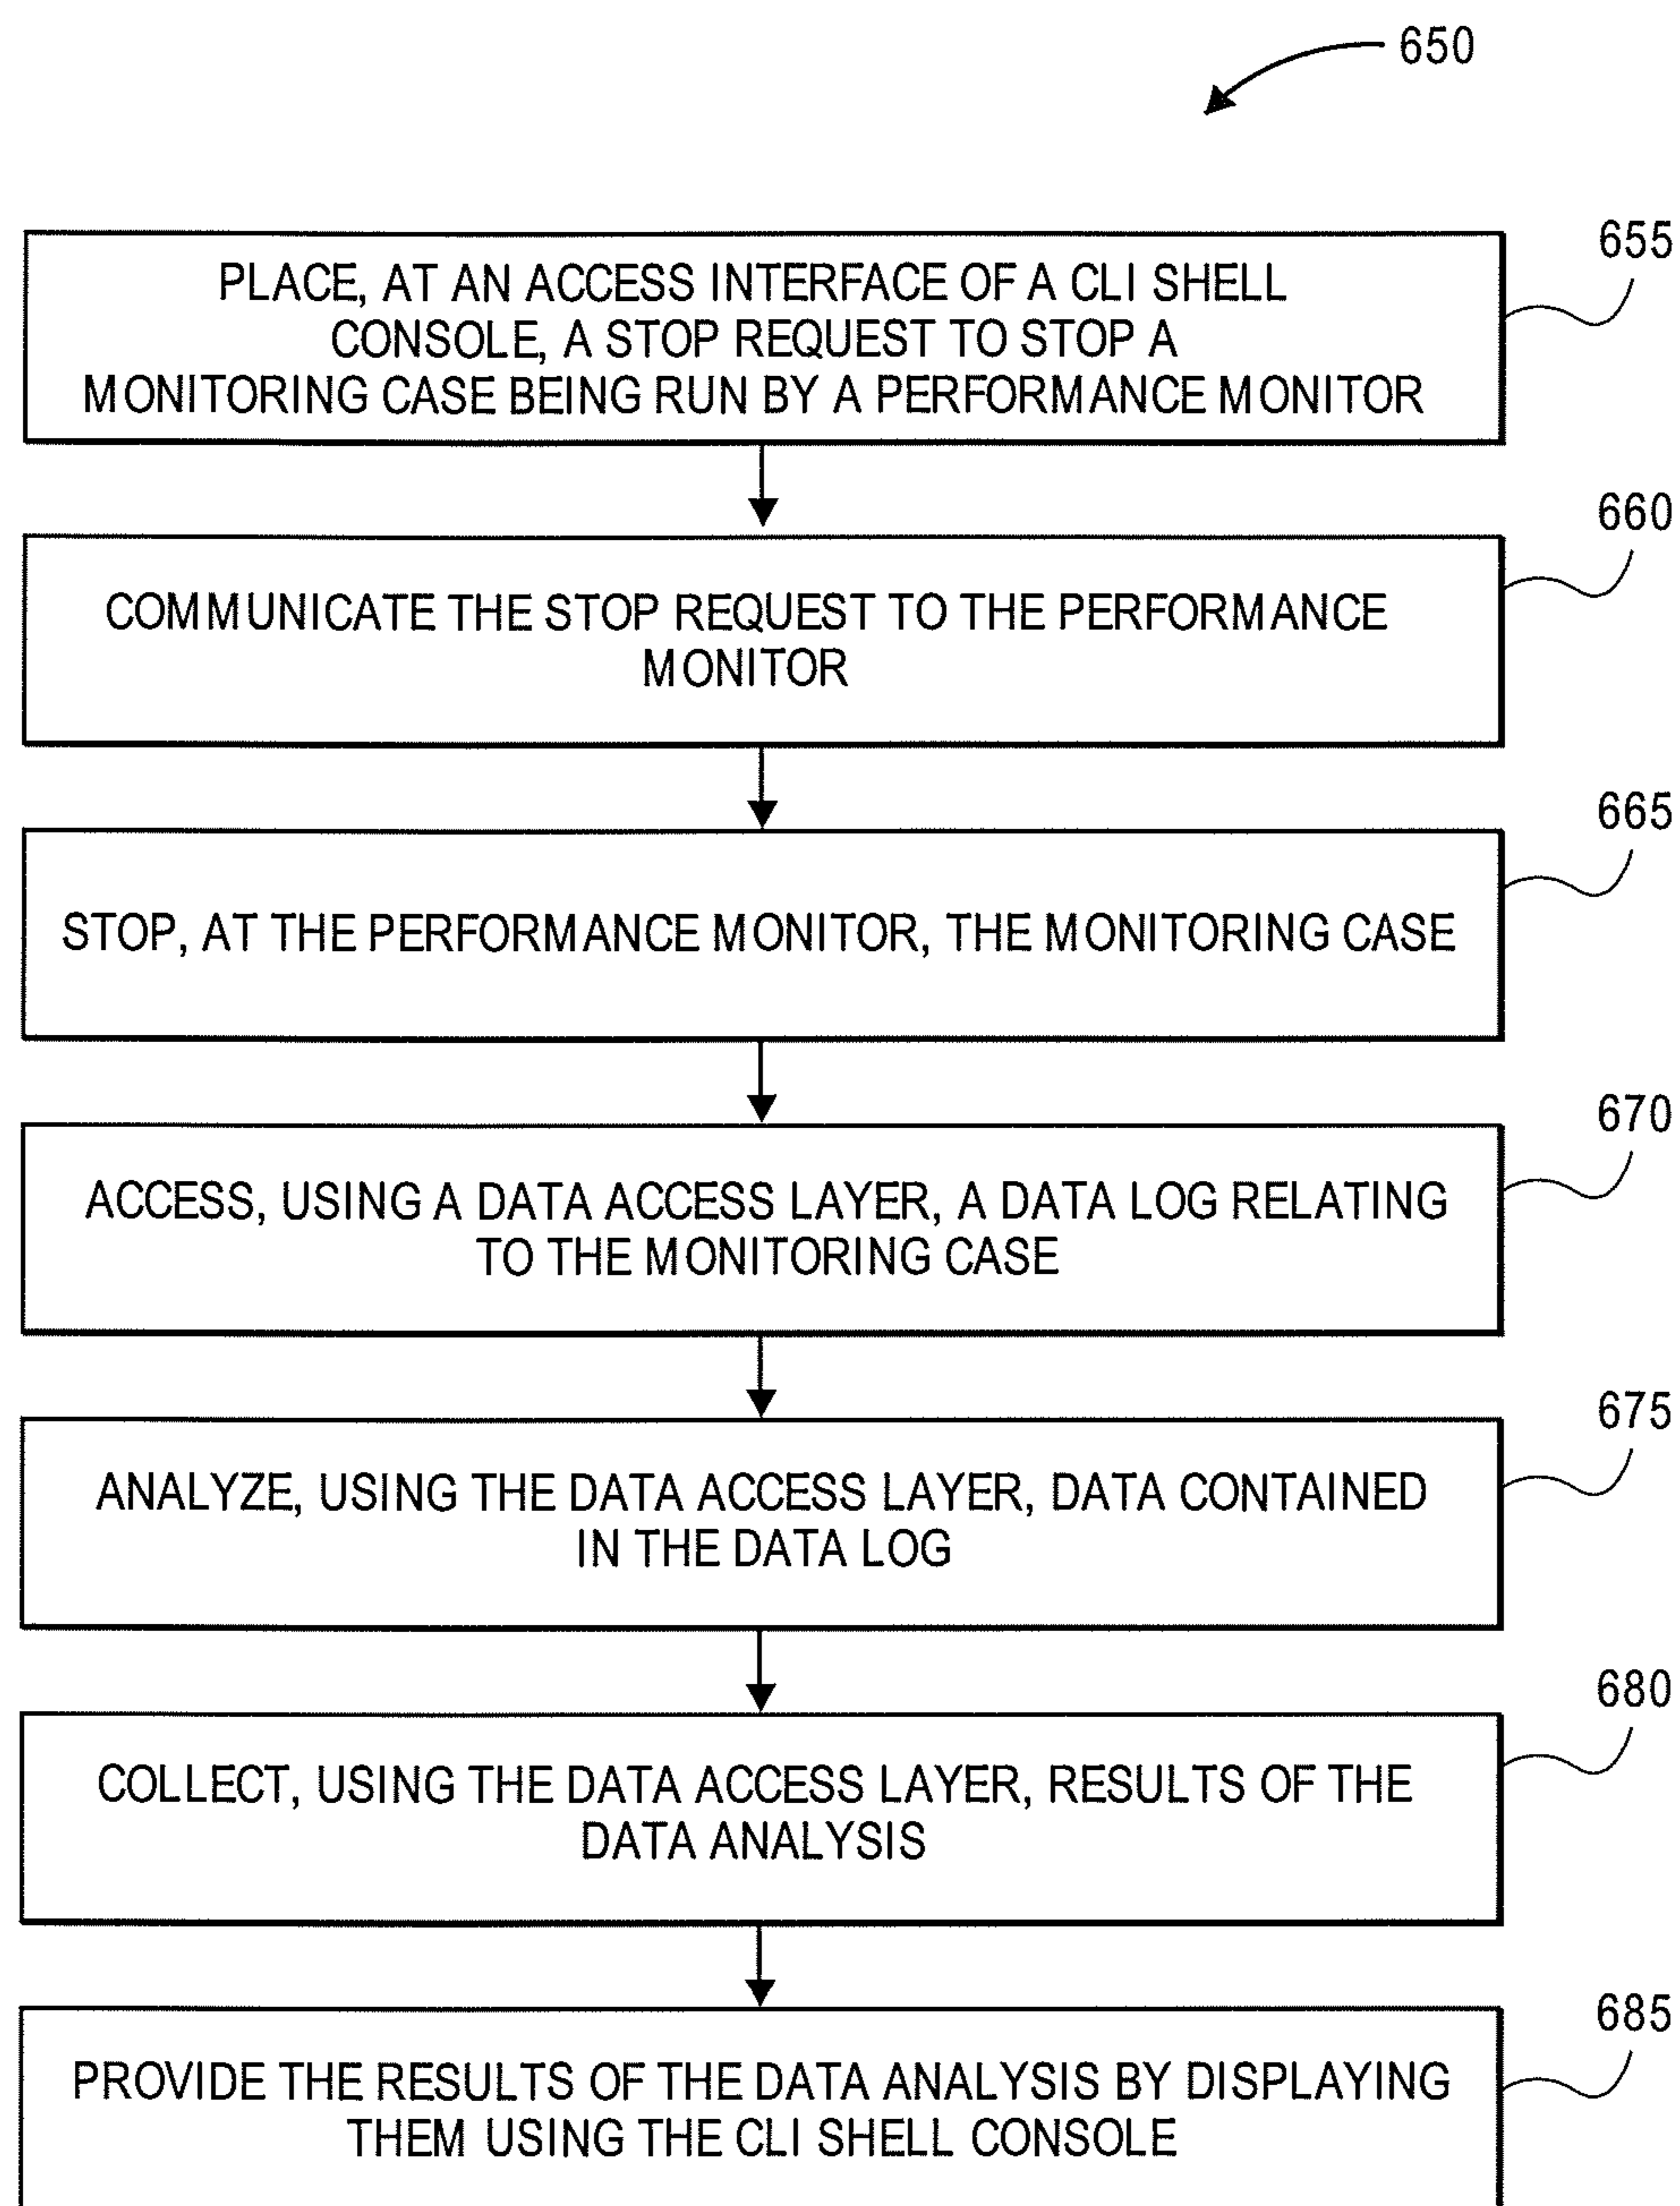 650
655
PLACE, AT AN ACCESS INTERFACE OF A CLI SHELL
CONSOLE, A STOP REQUEST TO STOP A
MONITORING CASE BEING RUN BY A PERFORMANCE MONITOR
660
COMMUNICATE THE STOP REQUEST TO THE PERFORMANCE
MONITOR
665
STOP, AT THE PERFORMANCE MONITOR, THE MONITORING CASE
670
ACCESS, USING A DATA ACCESS LAYER, A DATA LOG RELATING
TO THE MONITORING CASE
675
ANALYZE, USING THE DATA ACCESS LAYER, DATA CONTAINED
IN THE DATA LOG
680
COLLECT, USING THE DATA ACCESS LAYER, RESULTS OF THE
DATA ANALYSIS
685
PROVIDE THE RESULTS OF THE DATA ANALYSIS BY DISPLAYING
THEM USING THE CLI SHELL CONSOLE